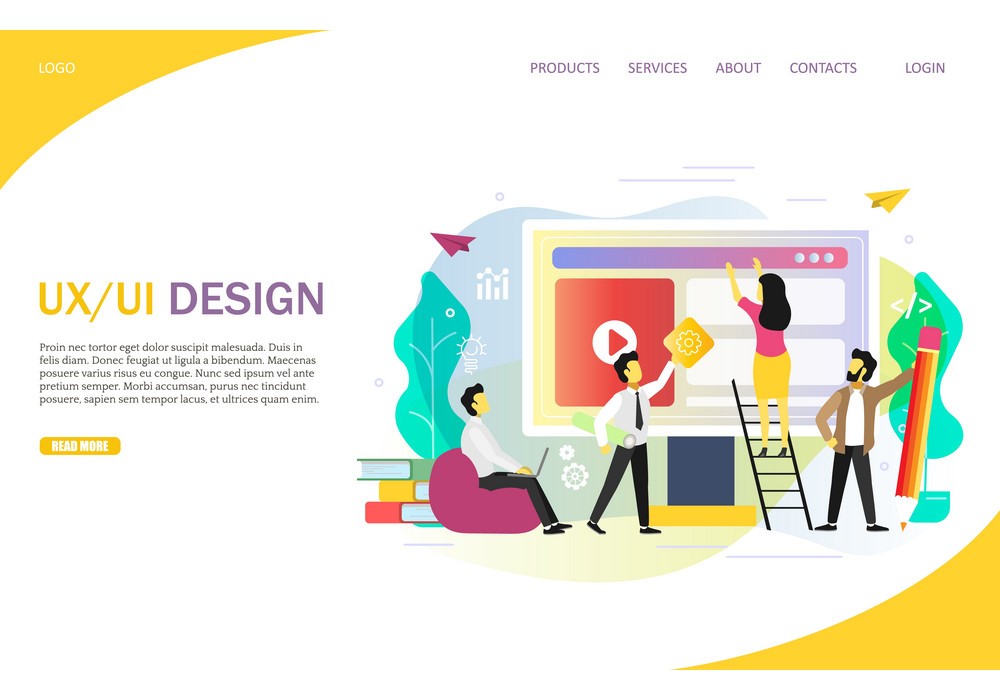 LOGO
PRODUCTS SERVICES ABOUT CONTACTS LOGIN
</>
UX/UI DESIGN
Proin nec tortor eget dolor suscipit malesuada. Duis in
felis diam. Donec feugiat ut ligula a bibendum. Maecenas
posuere varius risus eu congue. Nunc sed ipsum vel ante
pretium semper. Morbi accumsan, purus nec tincidunt
posuere, sapien sem tempor lacus, et ultrices quam enim.
READ MORE